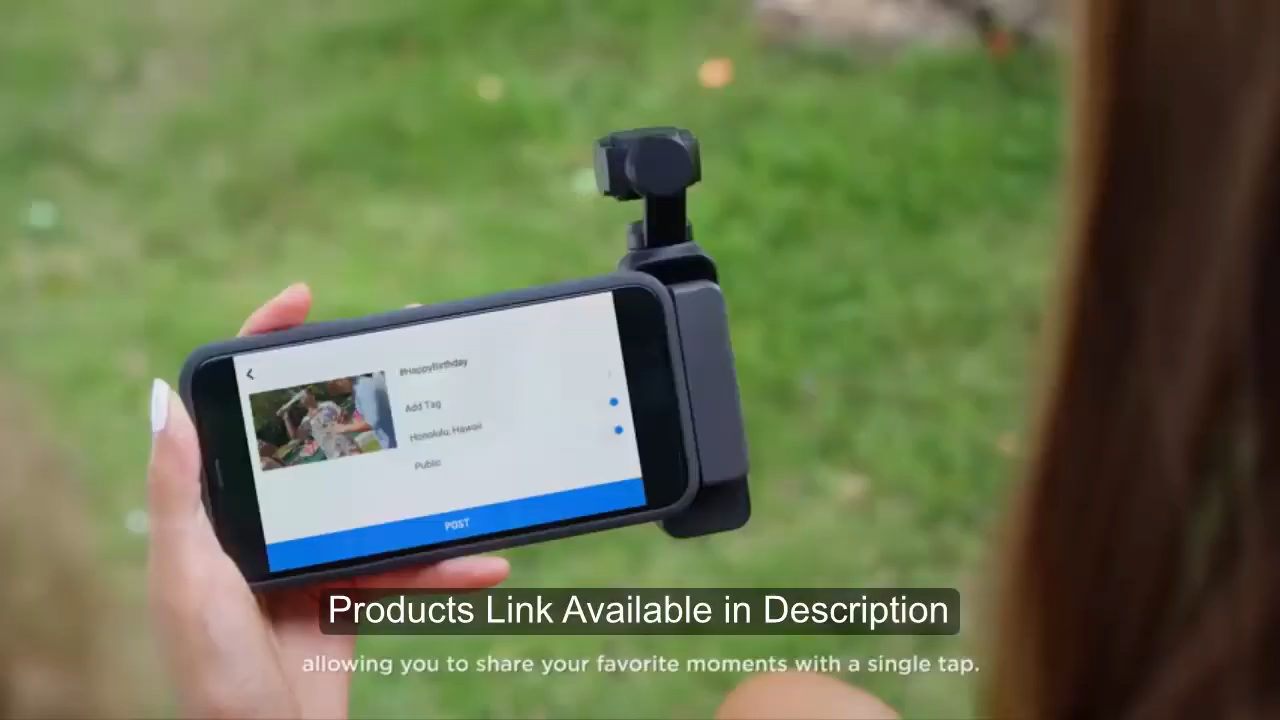 #Happybirthday
Add Tag
Honolulu, Hawaii
Public
POST
Products Link Available in Description
allowing you to share your favorite moments with a single tap.